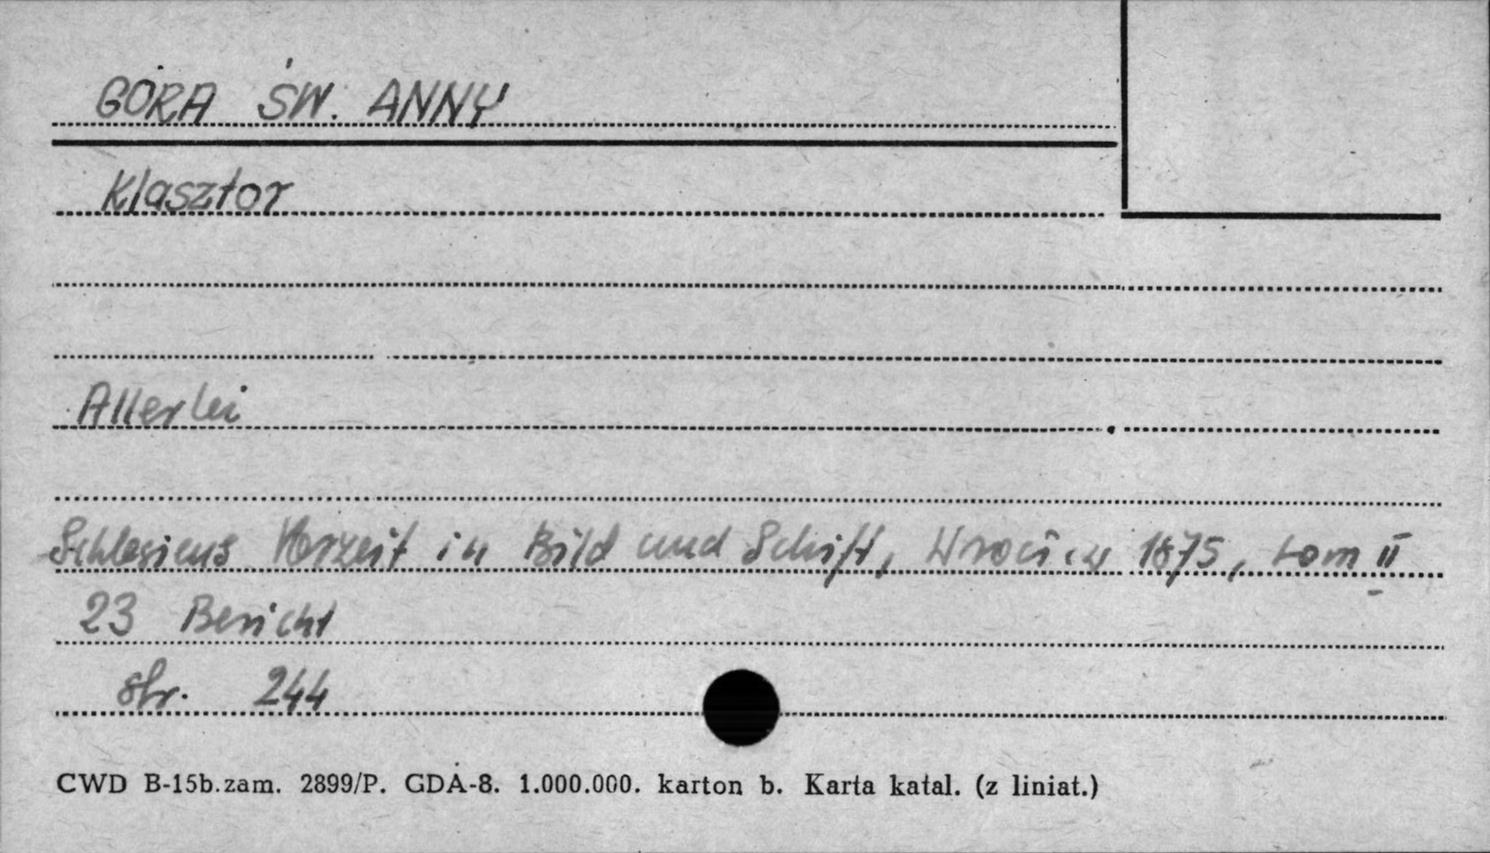 GÓRA ŚW. ANNY
Klasztor
Allerlei
Schlesiens Vorzeit in Bild und Schift, Wrocław 1875, tom II
23 Bericht
str. 244
CWD B-15b.zam. 2899/P. GDA-8. 1.000.000. karton b. Karta katal. (z liniat.)